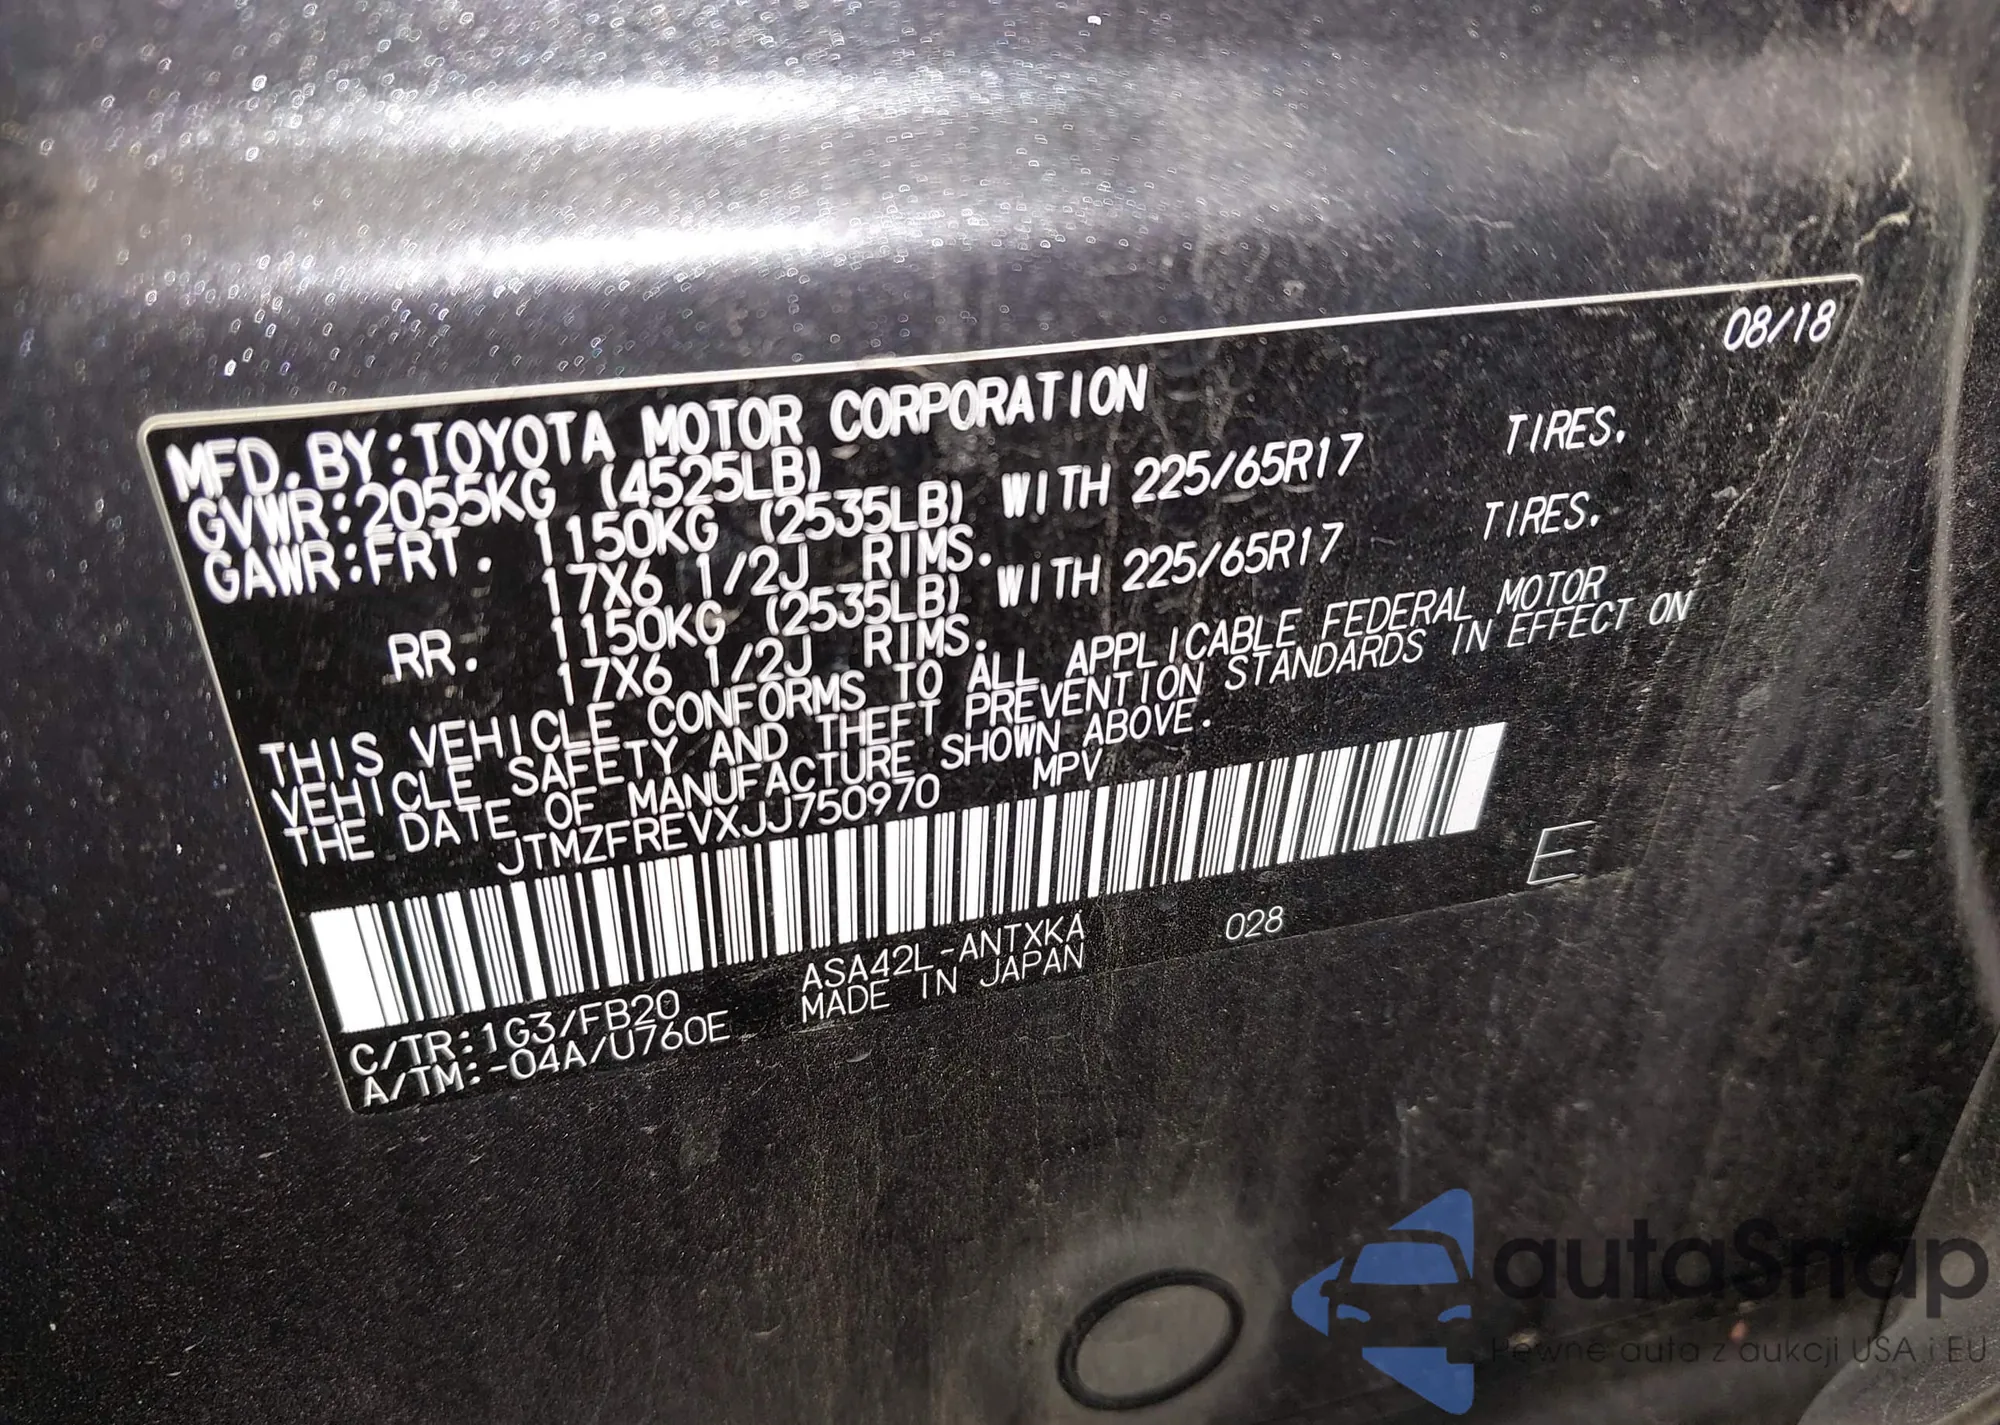 08/18
MFD. BY: TOYOTA MOTOR CORPORATION
GVWR: 2055KG (4525LB)
GAWR: FRT. 1150KG (2535LB) WITH 225/65R17 TIRES.
17X6 1/2J RIMS.
RR. 1150KG (2535LB) WITH 225/65R17 TIRES.
17X6 1/2J RIMS.
THIS VEHICLE CONFORMS TO ALL APPLICABLE FEDERAL MOTOR
VEHICLE SAFETY AND THEFT PREVENTION STANDARDS IN EFFECT ON
THE DATE OF MANUFACTURE SHOWN ABOVE.
JTMZFREVXJJ750970 MPV
E
C/TR: 1G3/FB20 ASA42L-ANTXKA 028
A/TM: -04A/U760E MADE IN JAPAN
autaSnap
Pewne auta z aukcji USA i EU